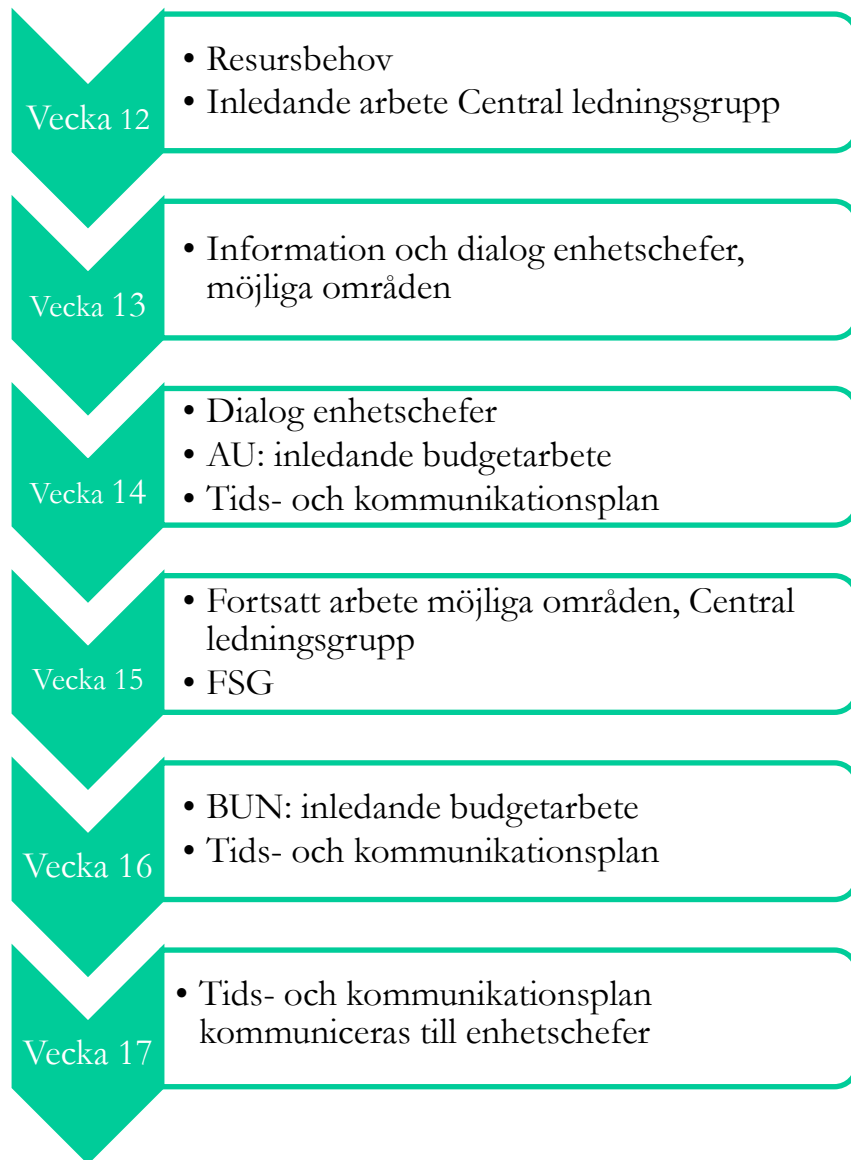 Vecka 12
• Resursbehov
• Inledande arbete Central ledningsgrupp
Vecka 13
• Information och dialog enhetschefer,
möjliga områden
Vecka 14
• Dialog enhetschefer
• AU: inledande budgetarbete
• Tids- och kommunikationsplan
Vecka 15
• Fortsatt arbete möjliga områden, Central
ledningsgrupp
• FSG
Vecka 16
• BUN: inledande budgetarbete
• Tids- och kommunikationsplan
Vecka 17
• Tids- och kommunikationsplan
kommuniceras till enhetschefer